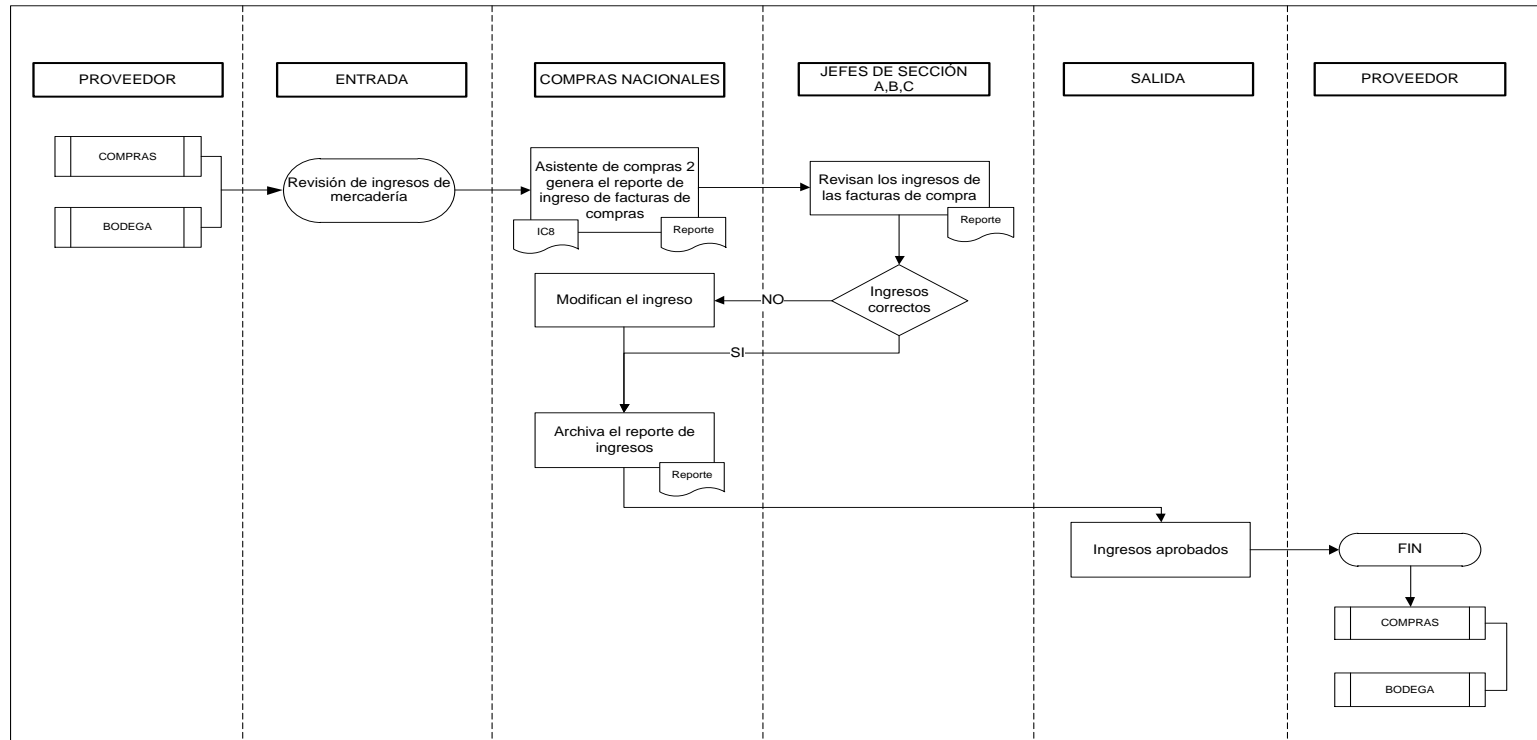 PROVEEDOR
ENTRADA
COMPRAS NACIONALES
JEFES DE SECCIÓN
A,B,C
SALIDA
PROVEEDOR
COMPRAS
BODEGA
Revisión de ingresos de
mercadería
Asistente de compras 2
genera el reporte de
ingreso de facturas de
compras
IC8
Reporte
Revisan los ingresos de
las facturas de compra
Reporte
Ingresos
correctos
NO
Modifican el ingreso
SI
Archiva el reporte de
ingresos
Reporte
Ingresos aprobados
FIN
COMPRAS
BODEGA